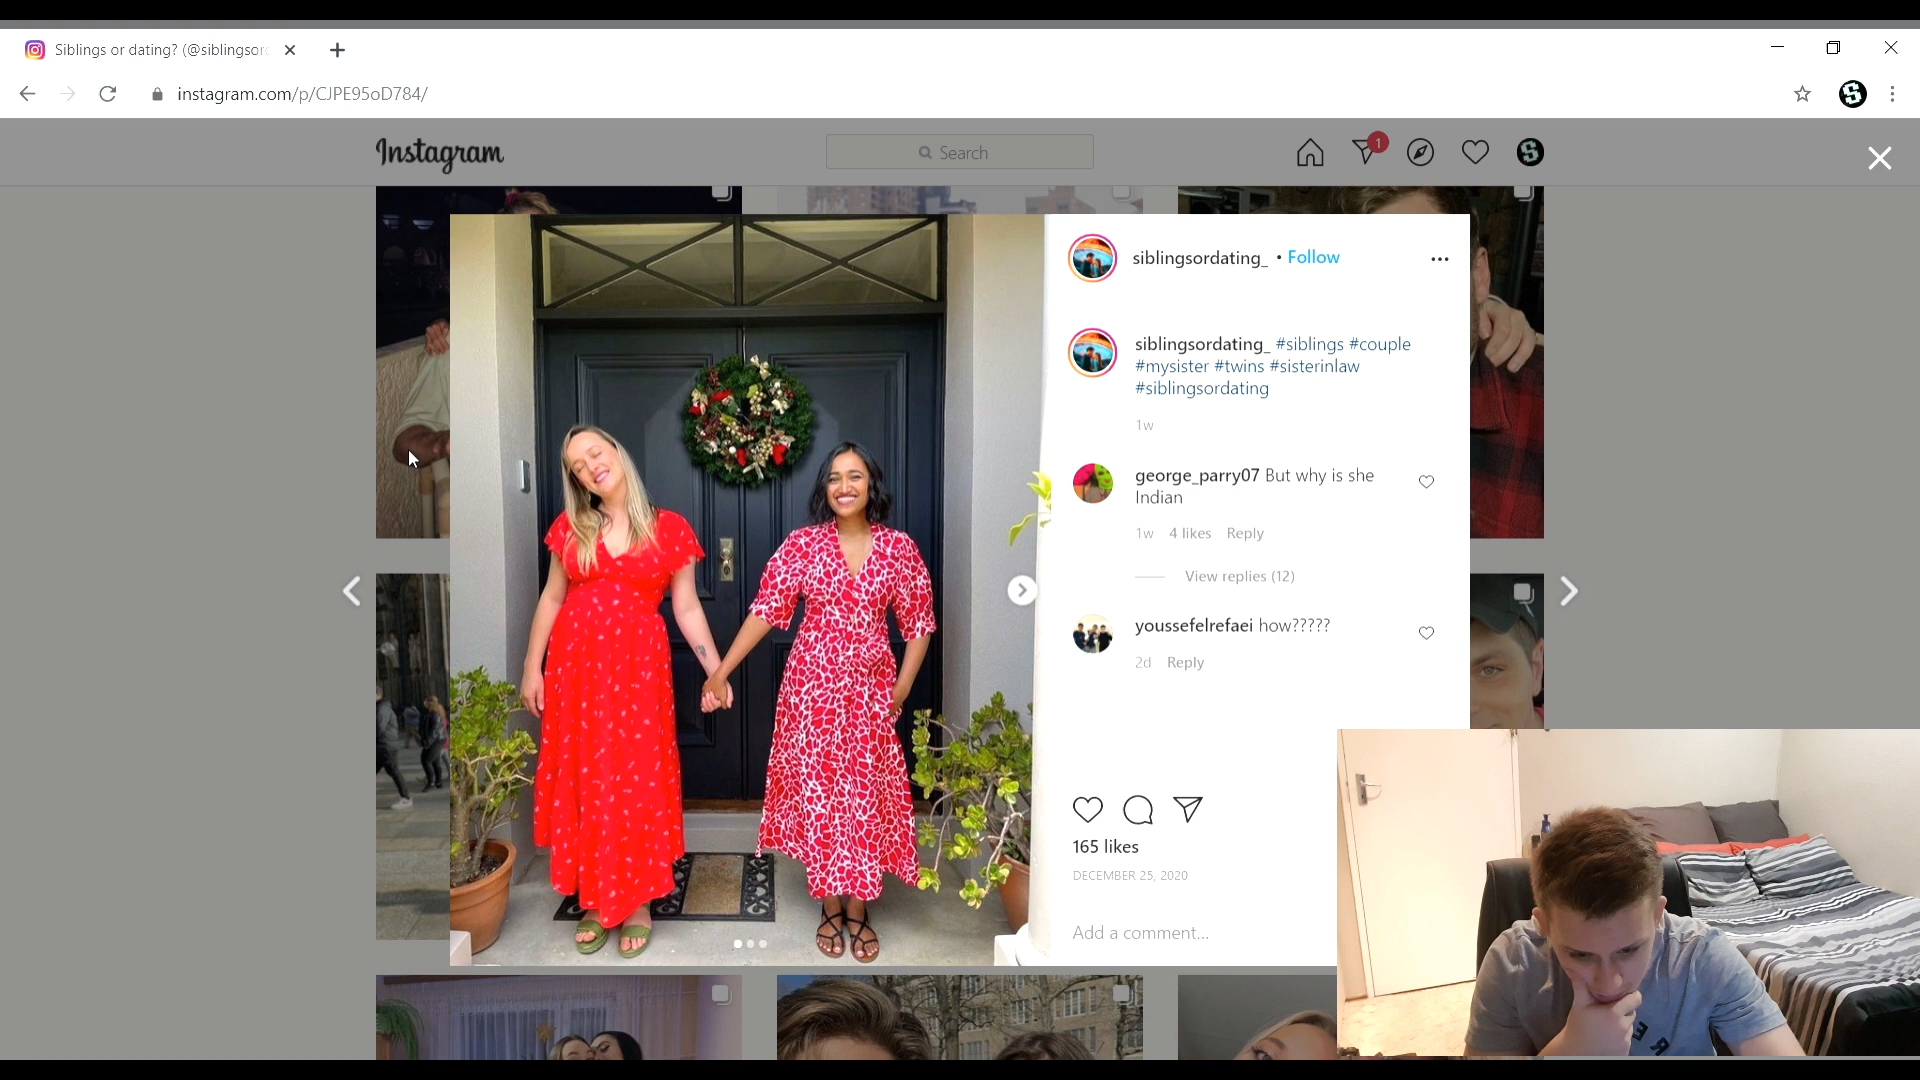 Siblings or dating? (@siblingsor
instagram.com/p/CJPE95oD784/
Instagram
Search
1
siblingsordating_ • Follow
siblingsordating_ #siblings #couple
#mysister #twins #sisterinlaw
#siblingsordating
1w
george_parry07 But why is she
Indian
1w 4 likes Reply
View replies (12)
youssefelrefaei how?????
2d Reply
165 likes
DECEMBER 25, 2020
Add a comment...